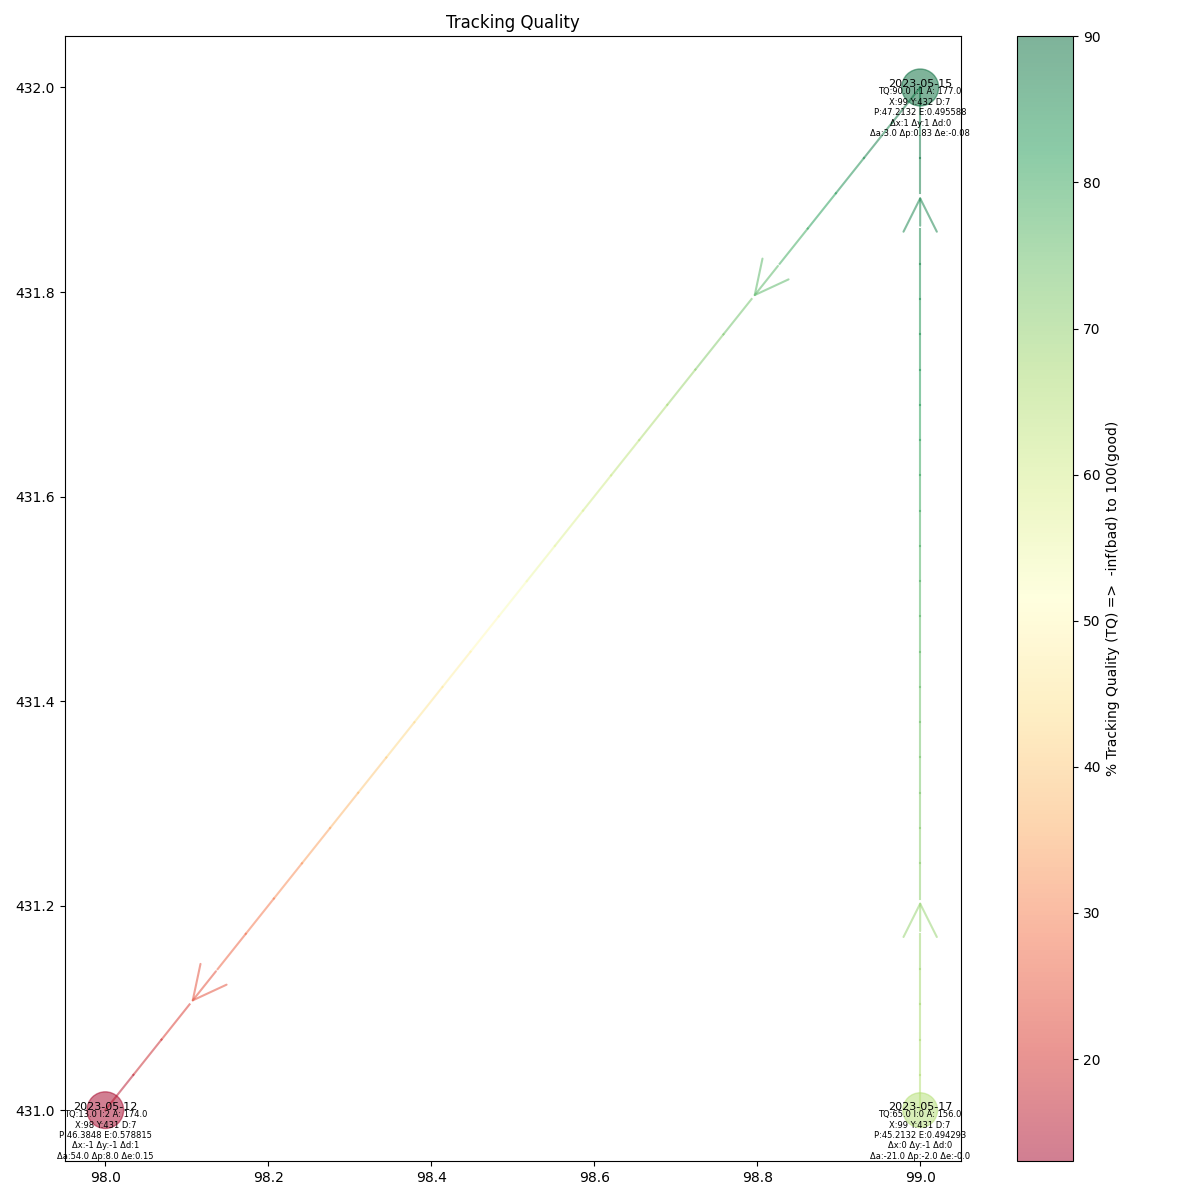 Tracking Quality
432.0
431.8
431.6
431.4
431.2
431.0
98.0
98.2
98.4
98.6
98.8
99.0
2023-05-15
TQ:90.0 I:1 A: 177.0
X:99 Y:432 D:7
P:47.2132 E:0.495588
Δx:1 Δy:1 Δd:0
Δa:3.0 Δp:0.83 Δe:-0.08
2023-05-12
TQ:13.0 I:2 A: 174.0
X:98 Y:431 D:7
P:46.3848 E:0.578815
Δx:-1 Δy:-1 Δd:1
Δa:54.0 Δp:8.0 Δe:0.15
2023-05-17
TQ:65.0 I:0 A: 156.0
X:99 Y:431 D:7
P:45.2132 E:0.494293
Δx:0 Δy:-1 Δd:0
Δa:-21.0 Δp:-2.0 Δe:-0.0
90
80
70
60
50
40
30
20
% Tracking Quality (TQ) => -inf(bad) to 100(good)